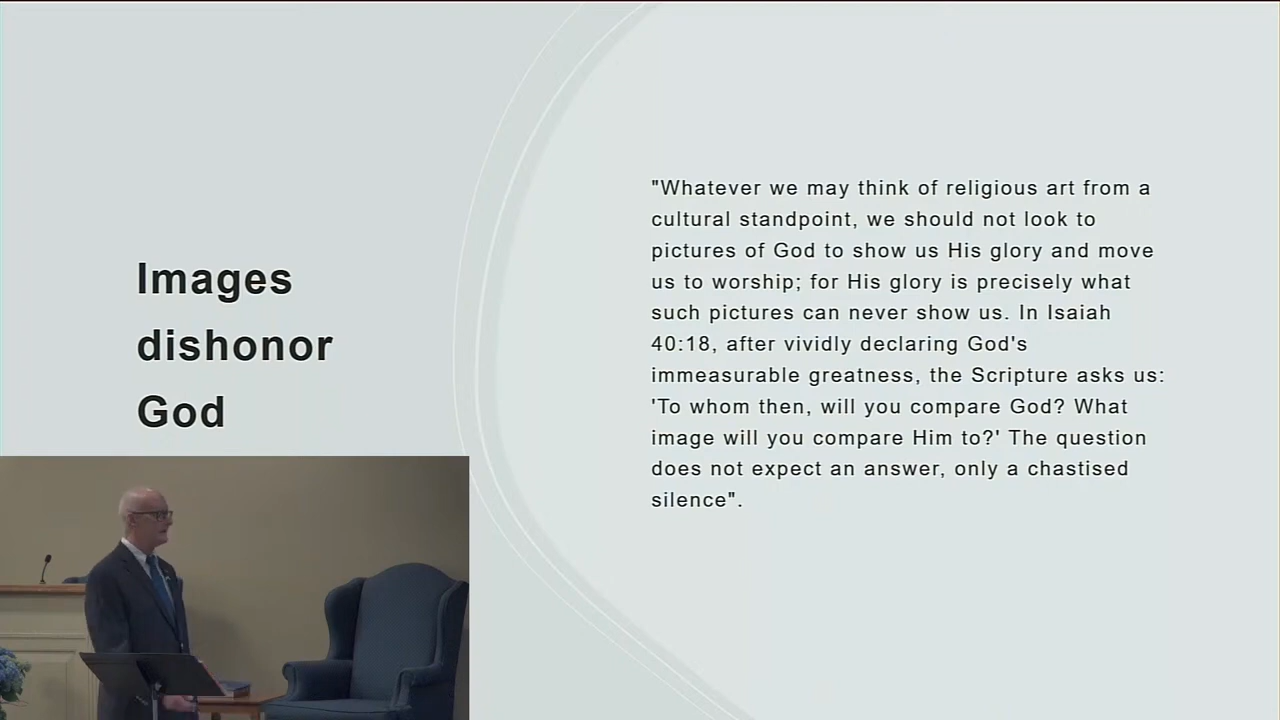 Images
dishonor
God
"Whatever we may think of religious art from a
cultural standpoint, we should not look to
pictures of God to show us His glory and move
us to worship; for His glory is precisely what
such pictures can never show us. In Isaiah
40:18, after vividly declaring God's
immeasurable greatness, the Scripture asks us:
'To whom then, will you compare God? What
image will you compare Him to?' The question
does not expect an answer, only a chastised
silence".